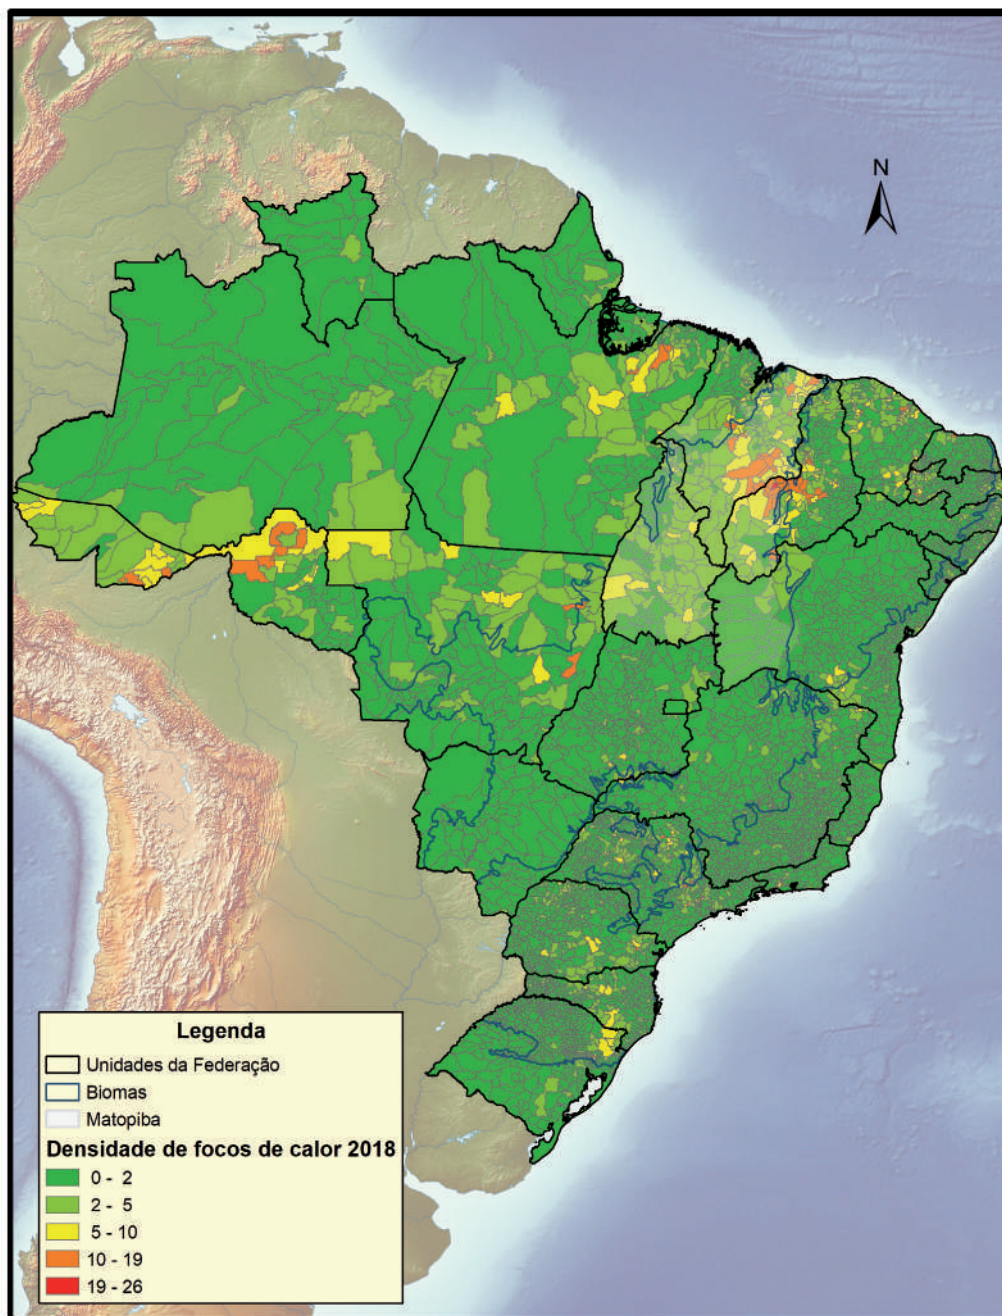 N
Legenda
Unidades da Federação
Biomas
Matopiba
Densidade de focos de calor 2018
0 - 2
2 - 5
5 - 10
10 - 19
19 - 26